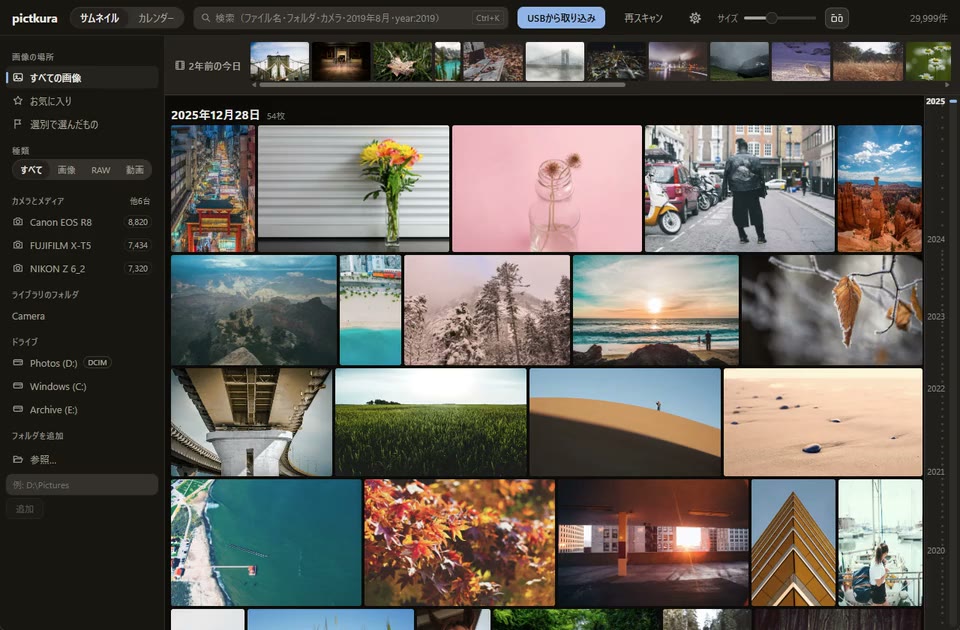 pictkura サムネイル カレンダー 検索（ファイル名・フォルダ・カメラ・2019年8月・year:2019） Ctrl+K USBから取り込み 再スキャン サイズ 29,999件
画像の場所
すべての画像
お気に入り
選別で選んだもの
種類
すべて 画像 RAW 動画
カメラとメディア 他6台
Canon EOS R8 8,820
FUJIFILM X-T5 7,434
NIKON Z 6_2 7,320
ライブラリのフォルダ
Camera
ドライブ
Photos (D:) DCIM
Windows (C:)
Archive (E:)
フォルダを追加
参照...
例: D:\Pictures
追加
2年前の今日
2025年12月28日 54枚
2025
2024
2023
2022
2021
2020